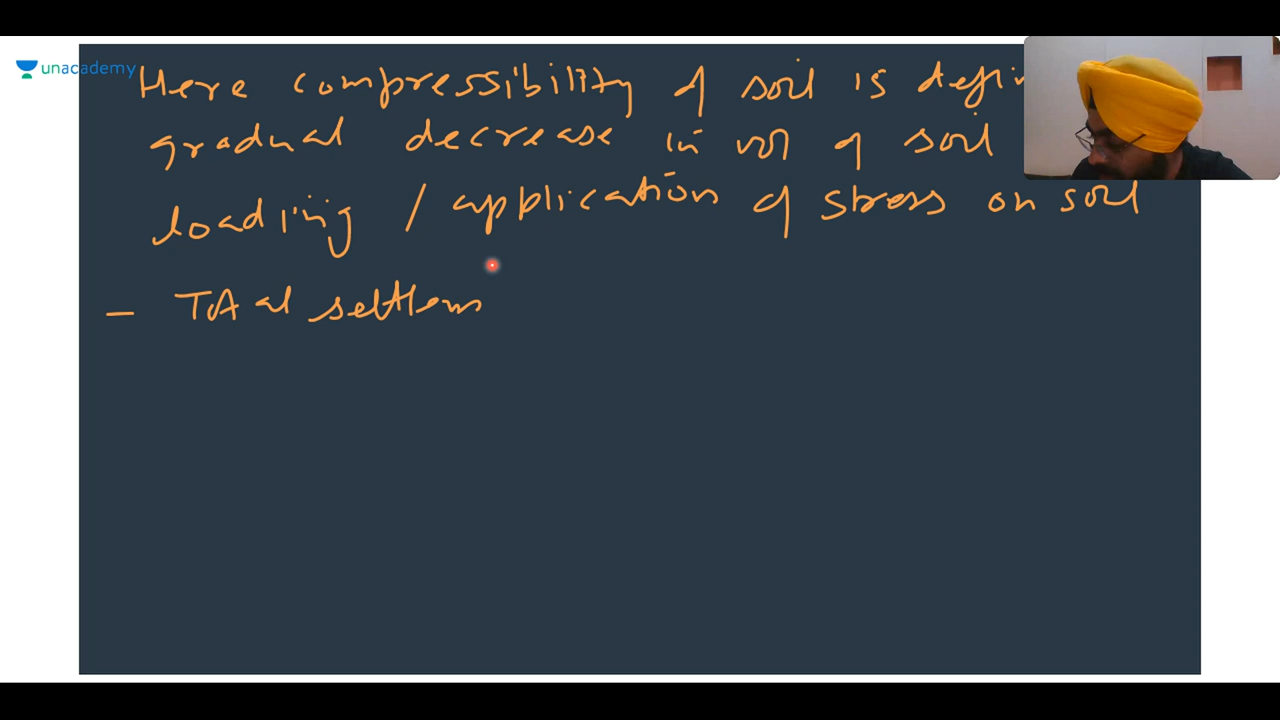 unacademy
Here compressibility of soil is defin
gradual decrease in vol of soil
loading / application of stress on soil
- Total settlem